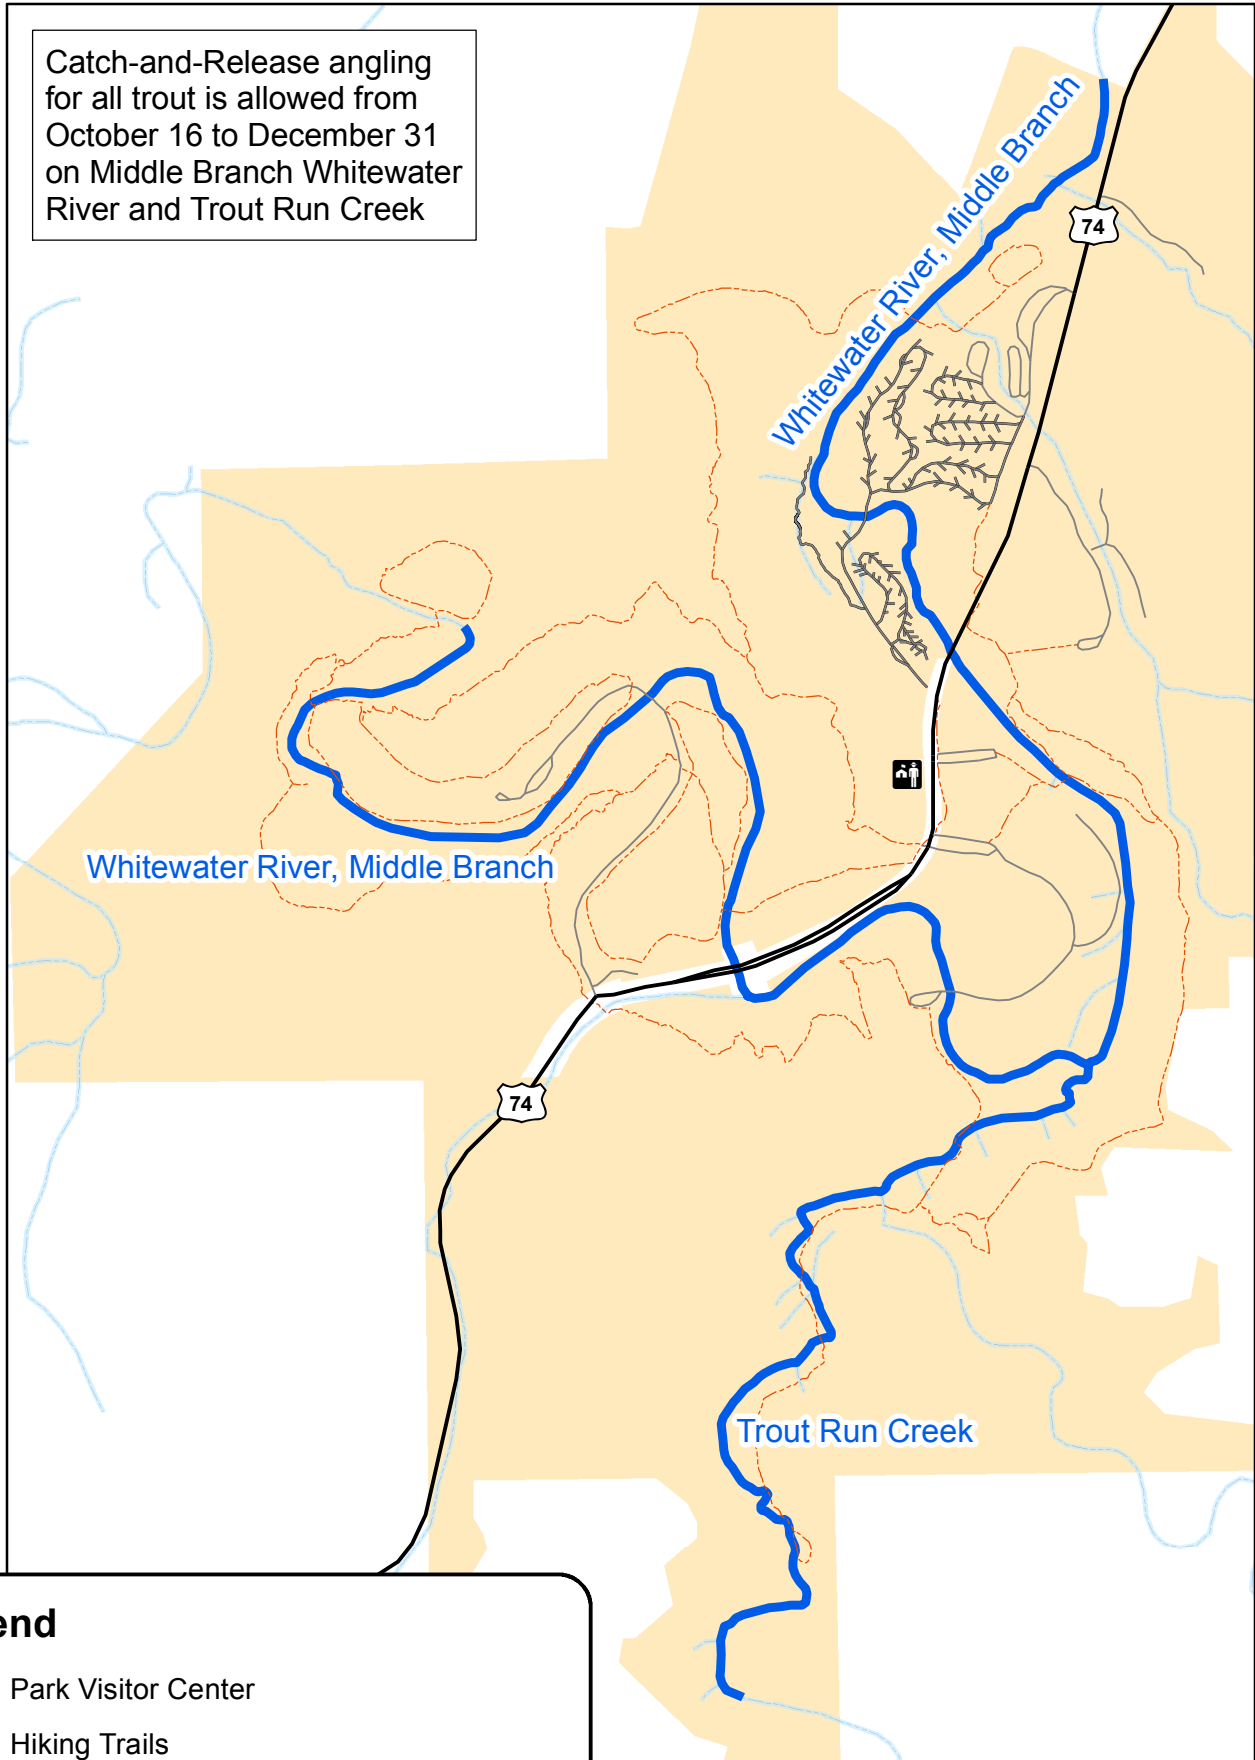 Catch-and-Release angling
for all trout is allowed from
October 16 to December 31
on Middle Branch Whitewater
River and Trout Run Creek
Whitewater River, Middle Branch
74
Whitewater River, Middle Branch
74
Trout Run Creek
end
Park Visitor Center
Hiking Trails